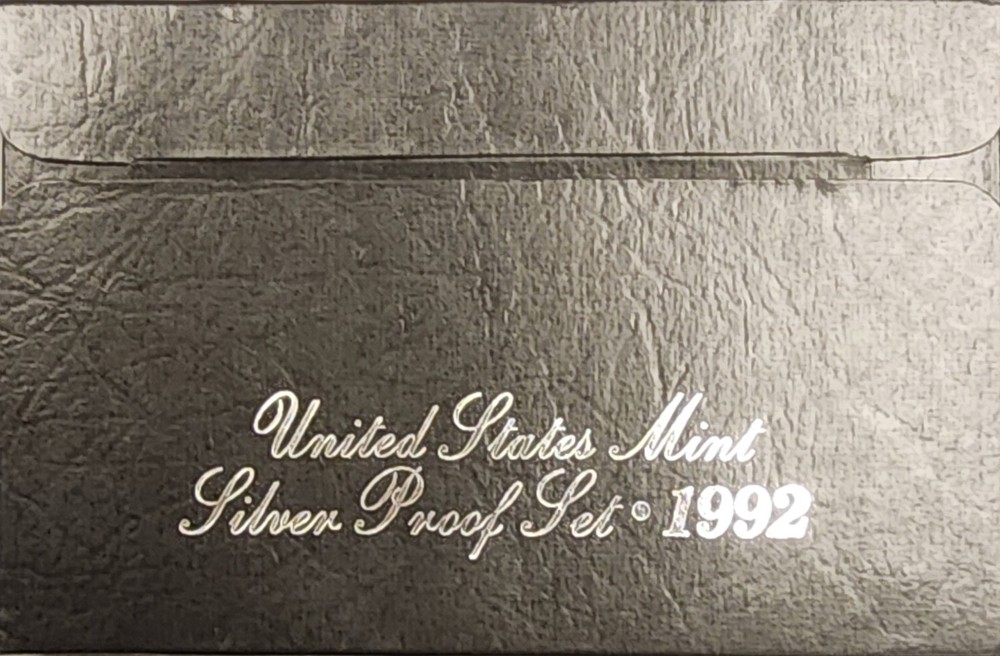 United States Mint
Silver Proof Set • 1992